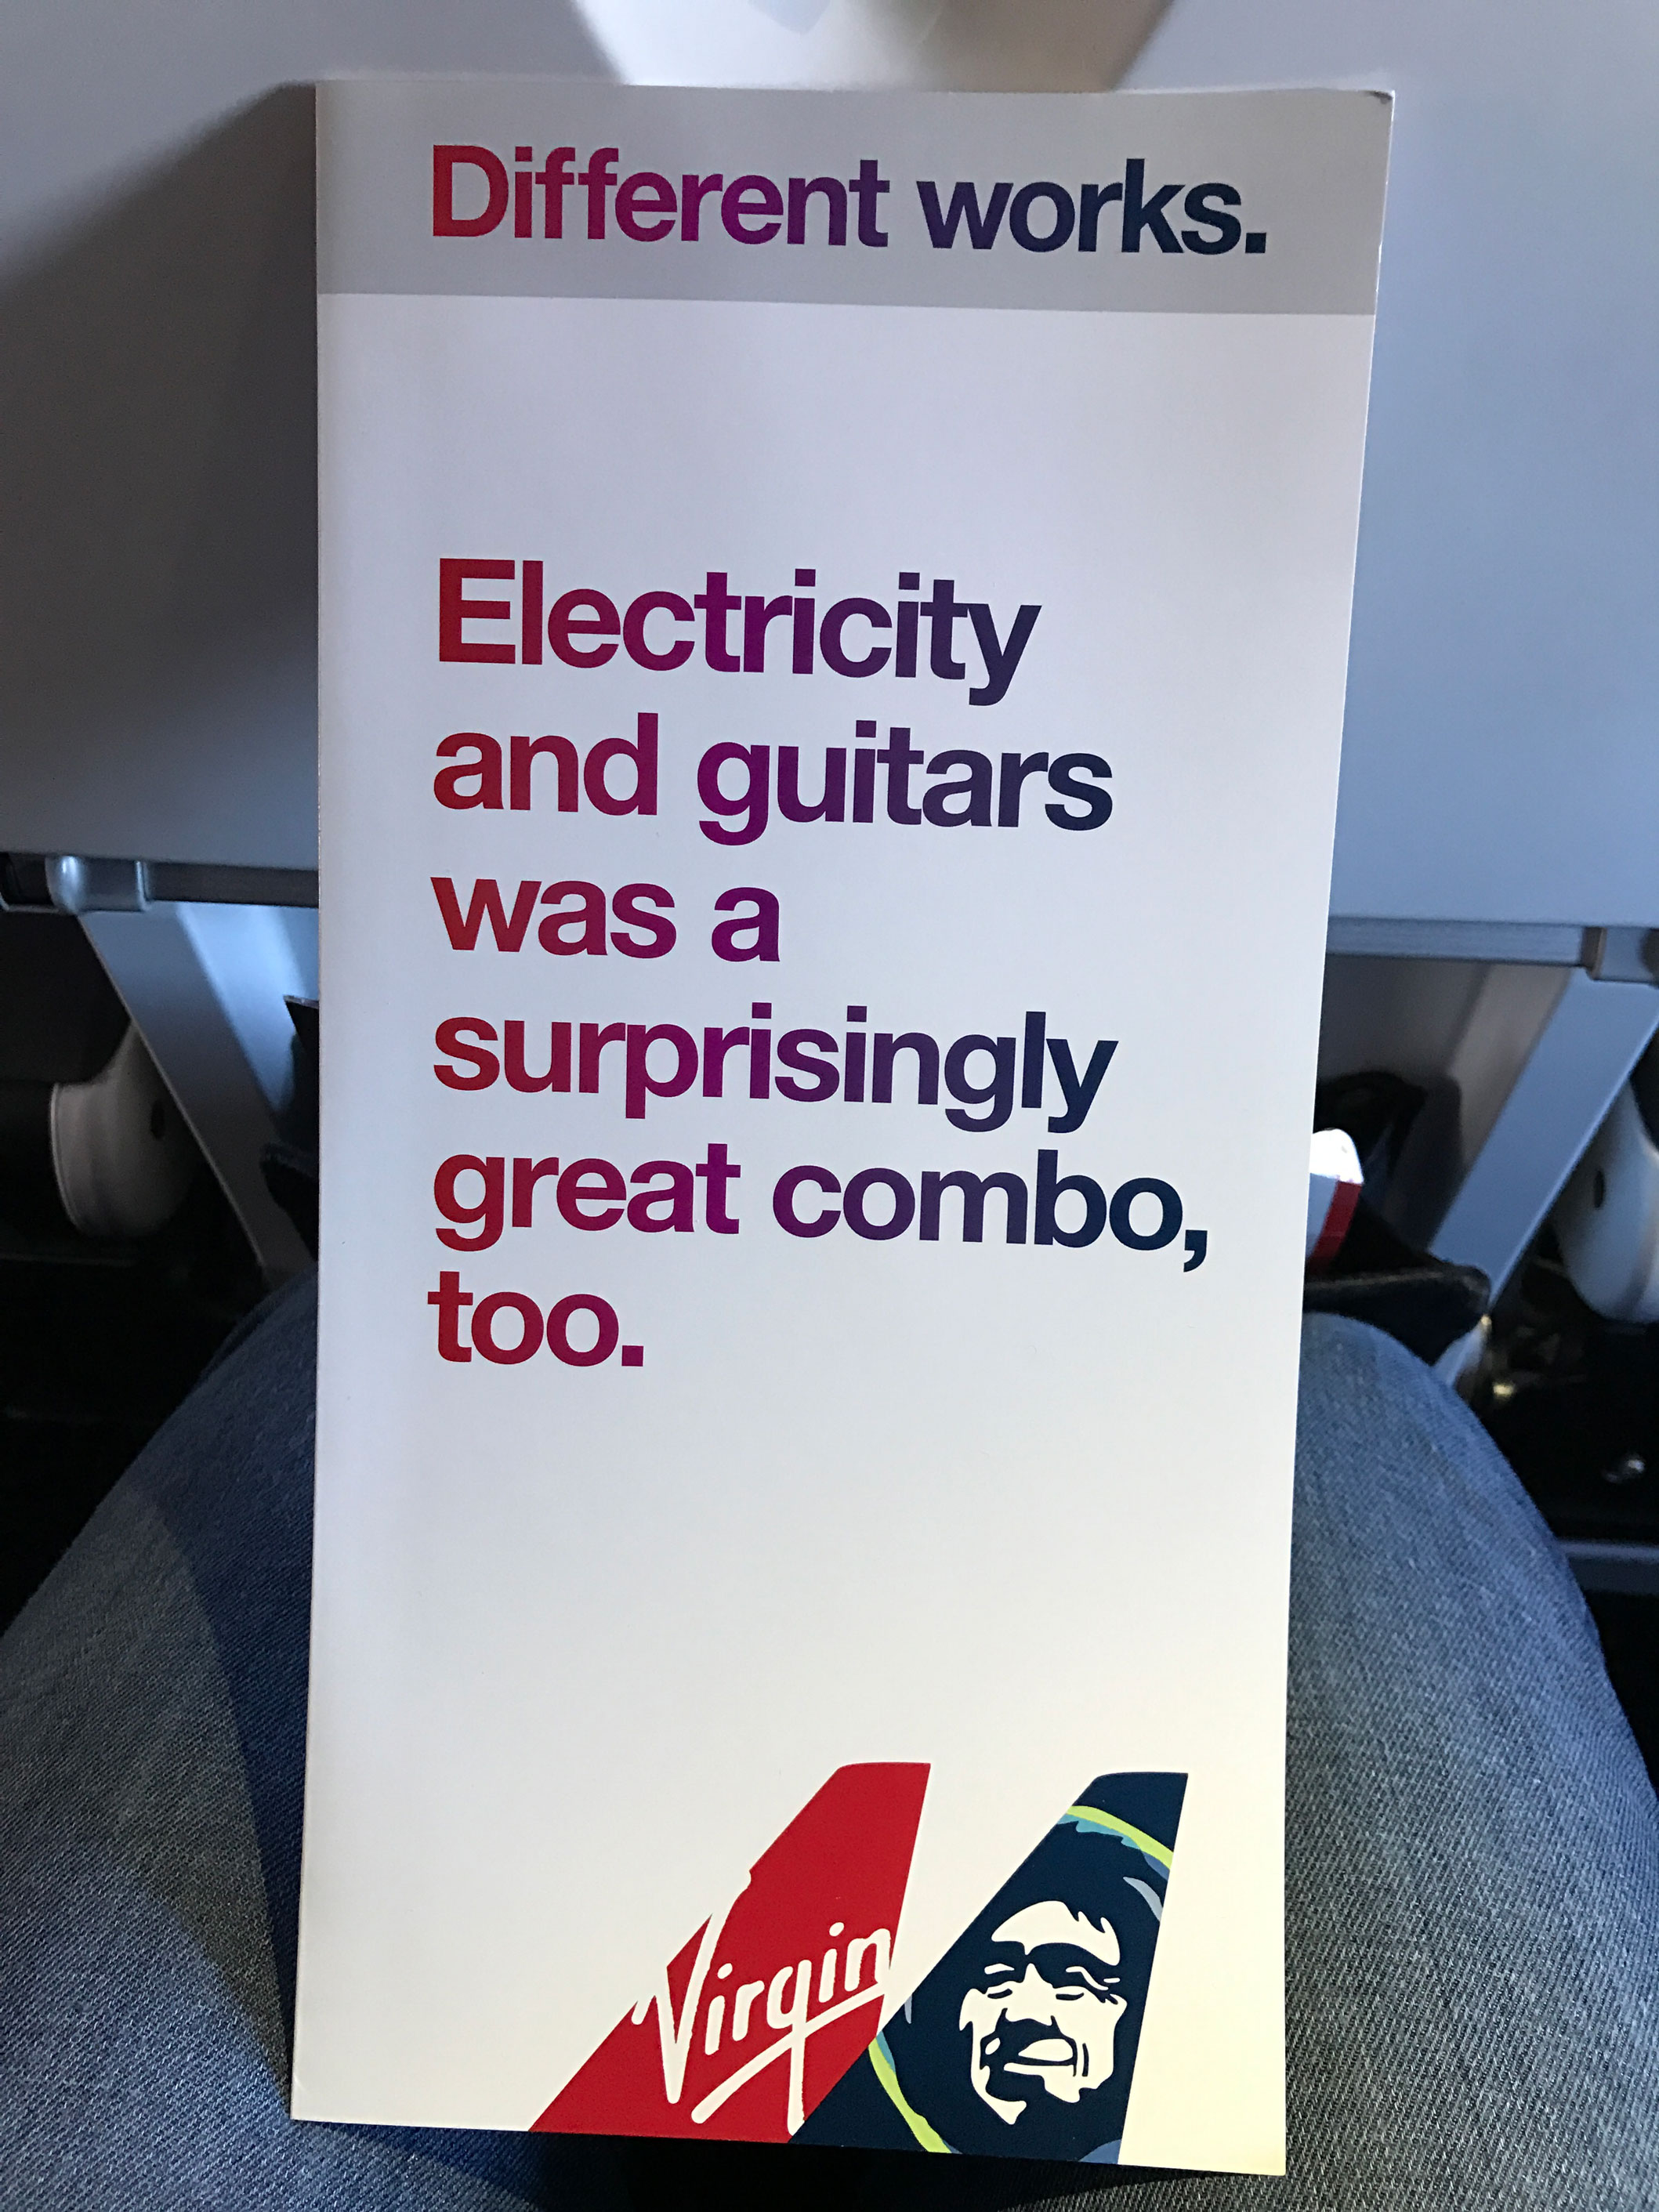 Different works.
Electricity
and guitars
was a
surprisingly
great combo,
too.
Virgin